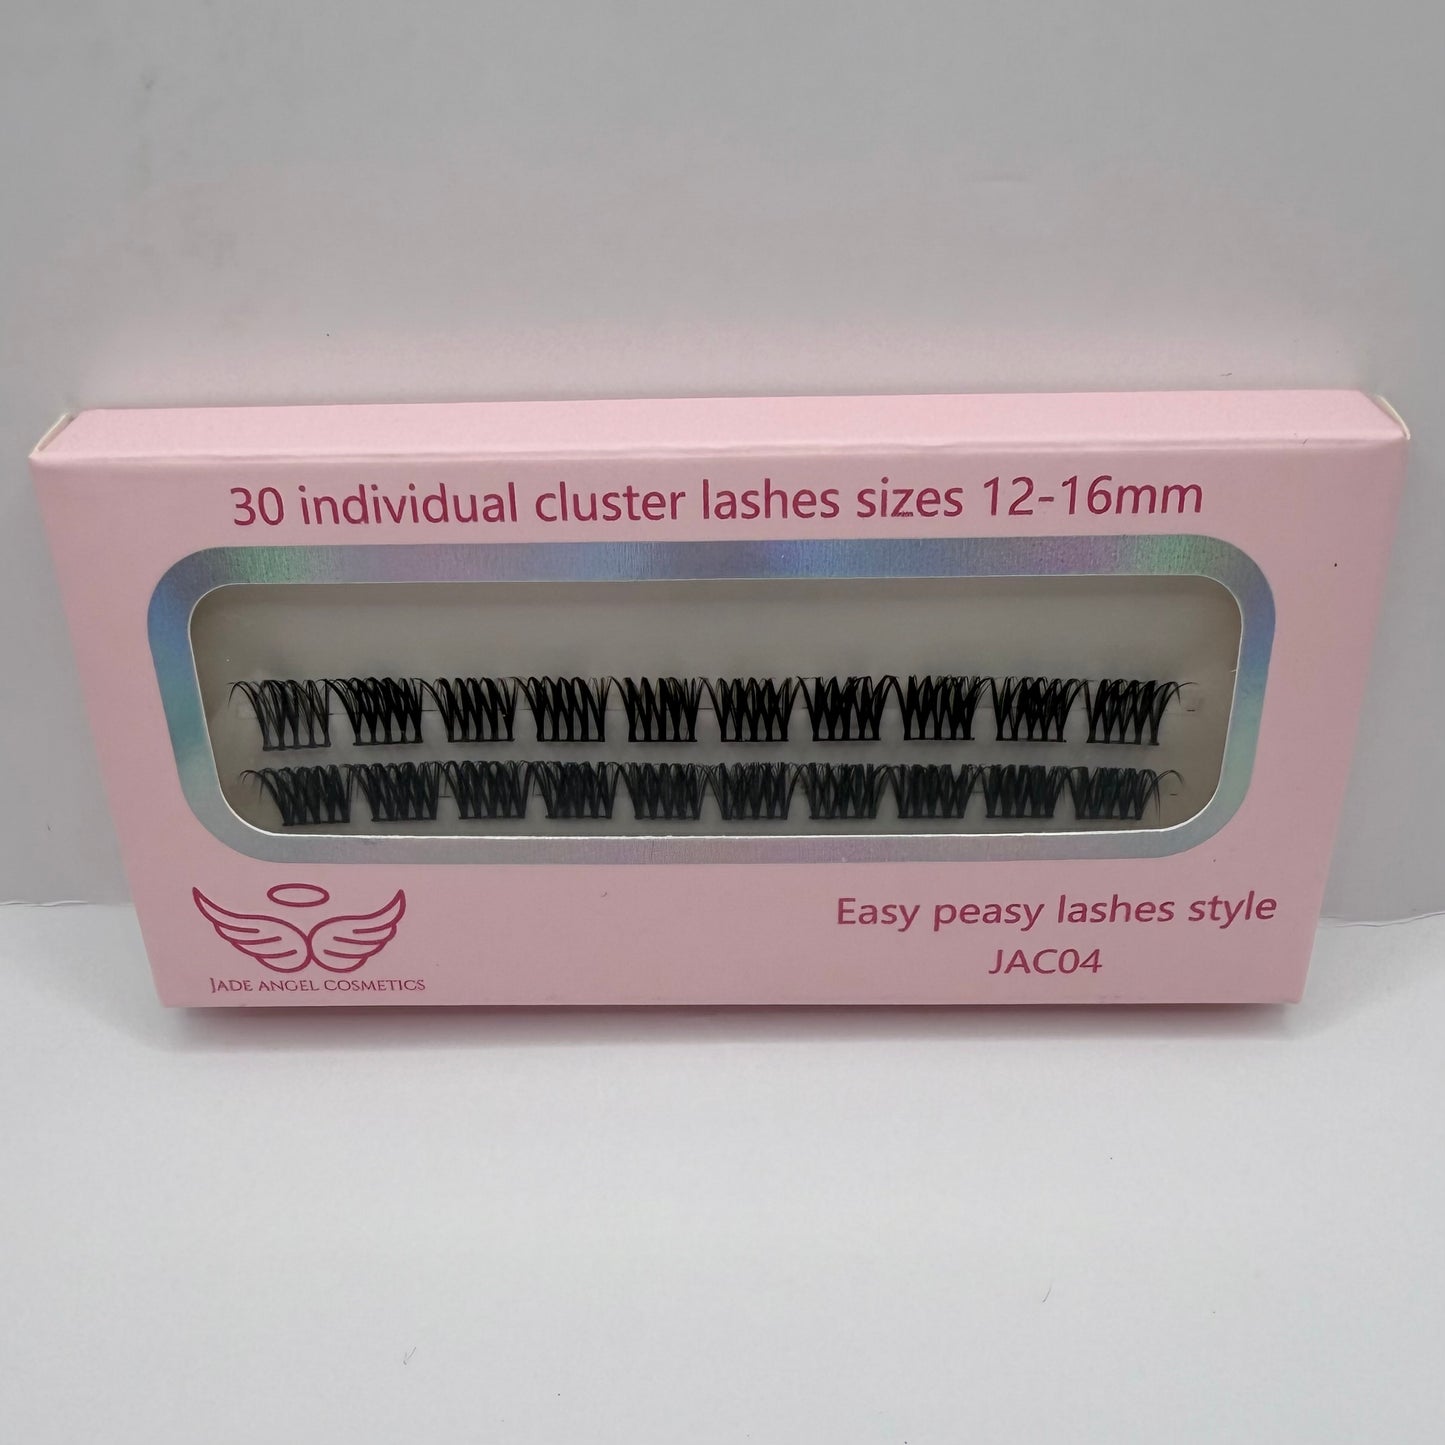 30 individual cluster lashes sizes 12-16mm
JADE ANGEL COSMETICS
Easy peasy lashes style
JAC04